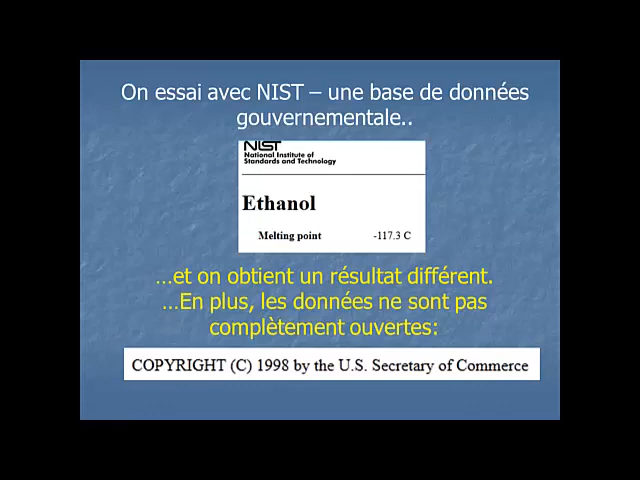 On essai avec NIST – une base de données
gouvernementale..
NIST
National Institute of
Standards and Technology
Ethanol
Melting point -117.3 C
...et on obtient un résultat différent.
...En plus, les données ne sont pas
complètement ouvertes:
COPYRIGHT (C) 1998 by the U.S. Secretary of Commerce